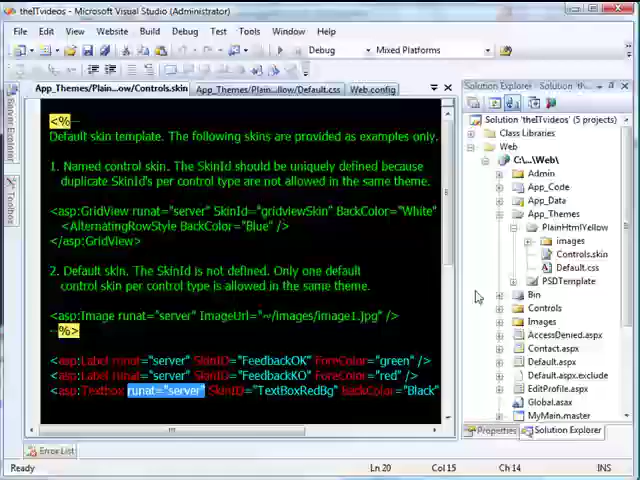 theITvideos - Microsoft Visual Studio (Administrator)
File Edit View Website Build Debug Test Tools Window Help
Debug Mixed Platforms
App_Themes/Plain...ow/Controls.skin App_Themes/Plain...llow/Default.css Web.config
Server Explorer
Toolbox
<%--
Default skin template. The following skins are provided as examples only.
1. Named control skin. The SkinId should be uniquely defined because
duplicate SkinId's per control type are not allowed in the same theme.
<asp:GridView runat="server" SkinId="gridviewSkin" BackColor="White"
<AlternatingRowStyle BackColor="Blue" />
</asp:GridView>
2. Default skin. The SkinId is not defined. Only one default
control skin per control type is allowed in the same theme.
<asp:Image runat="server" ImageUrl="~/images/image1.jpg" />
--%>
<asp:Label runat="server" SkinID="FeedbackOK" ForeColor="green" />
<asp:Label runat="server" SkinID="FeedbackKO" ForeColor="red" />
<asp:Textbox runat="server" SkinID="TextBoxRedBg" backColor="Black"
Solution Explorer - Solution 'theIT...
Solution 'theITvideos' (5 projects)
Class Libraries
Web
C:\...\Web\
Admin
App_Code
App_Data
App_Themes
PlainHtmlYellow
images
Controls.skin
Default.css
PSDTemplate
Bin
Controls
Images
AccessDenied.aspx
Contact.aspx
Default.aspx
Default.aspx.exclude
EditProfile.aspx
Global.asax
MyMain.master
Properties Solution Explorer
Error List
Ready Ln 20 Col 15 Ch 14 INS